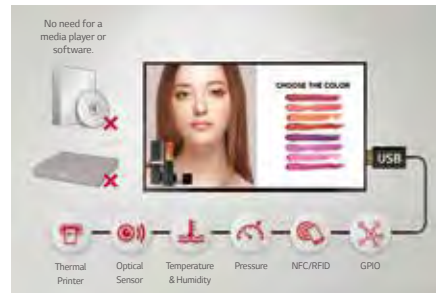 No need for a
media player or
software.
CHOOSE THE COLOR
USB
Thermal
Printer
Optical
Sensor
Temperature
& Humidity
Pressure
NFC/RFID
GPIO